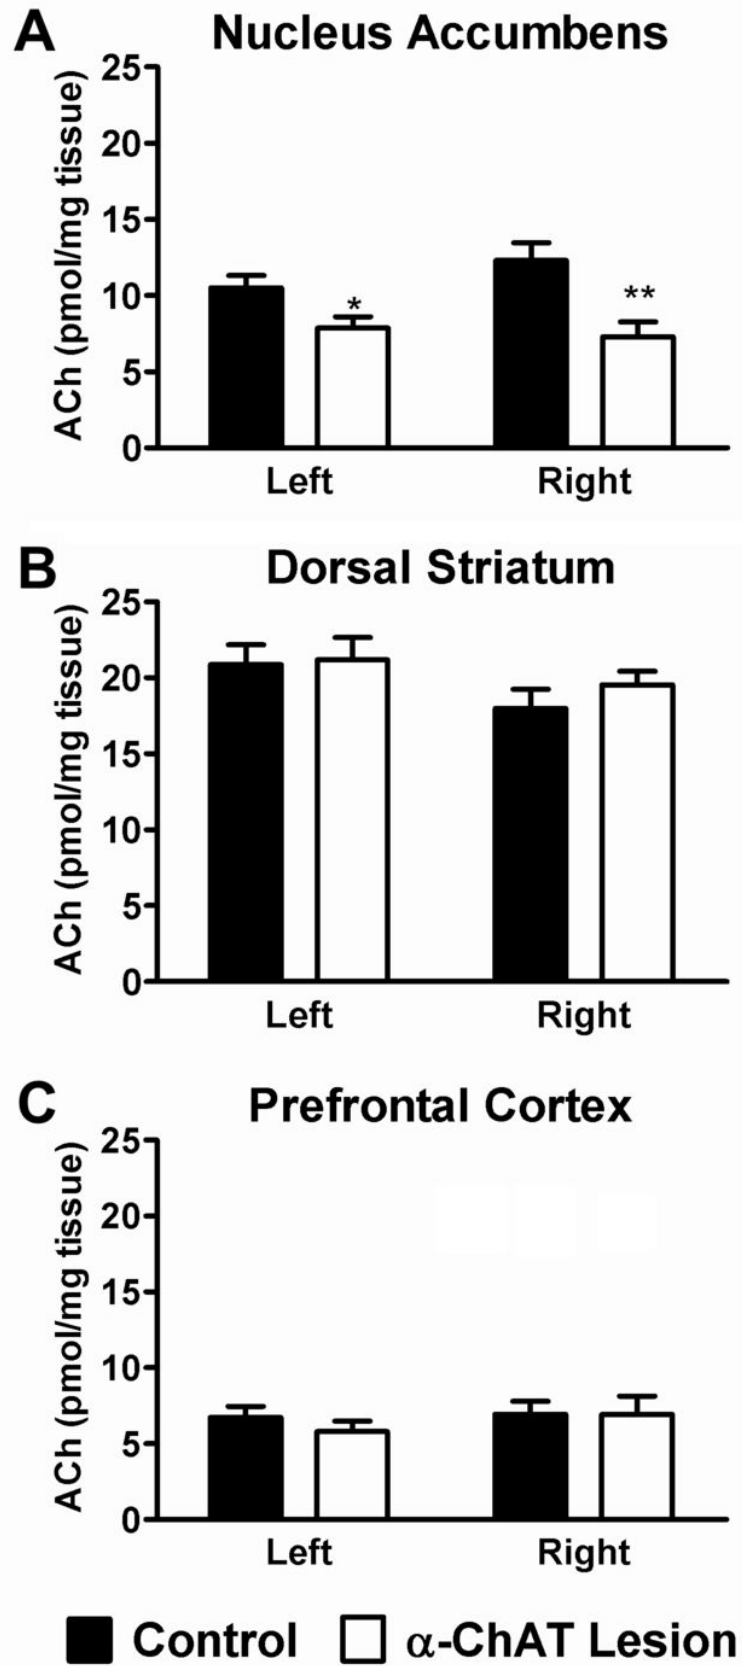 A Nucleus Accumbens
ACh (pmol/mg tissue)
25
20
15
10
5
0
*
**
Left Right
B Dorsal Striatum
ACh (pmol/mg tissue)
25
20
15
10
5
0
Left Right
C Prefrontal Cortex
ACh (pmol/mg tissue)
25
20
15
10
5
0
Left Right
Control α-ChAT Lesion